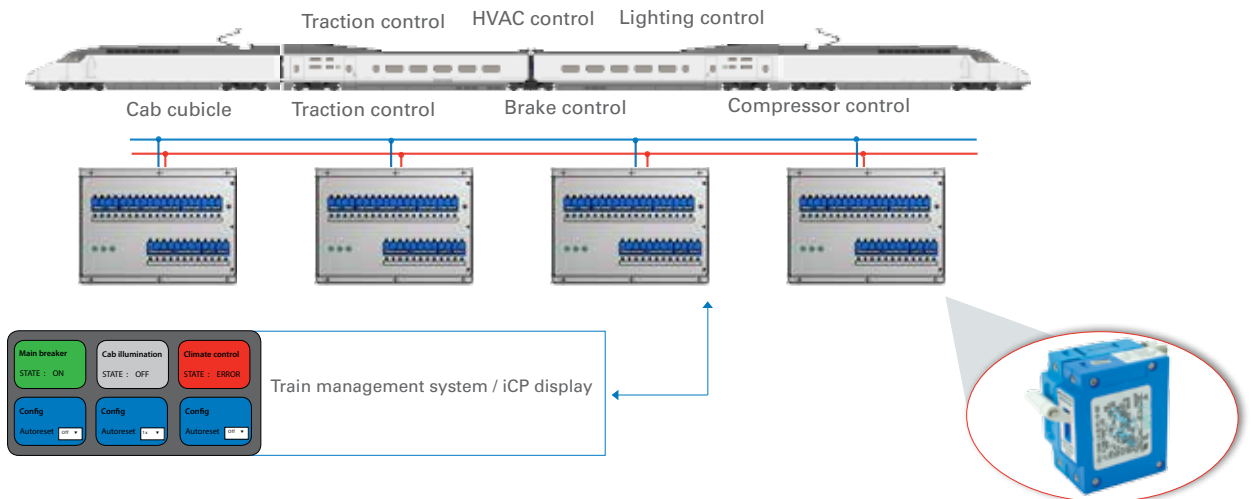 Traction control
HVAC control
Lighting control
Cab cubicle
Traction control
Brake control
Compressor control
Main breaker
STATE : ON
Cab illumination
STATE : OFF
Climate control
STATE : ERROR
Train management system / iCP display
Config
Autoreset Off
Config
Autoreset 1x
Config
Autoreset Off